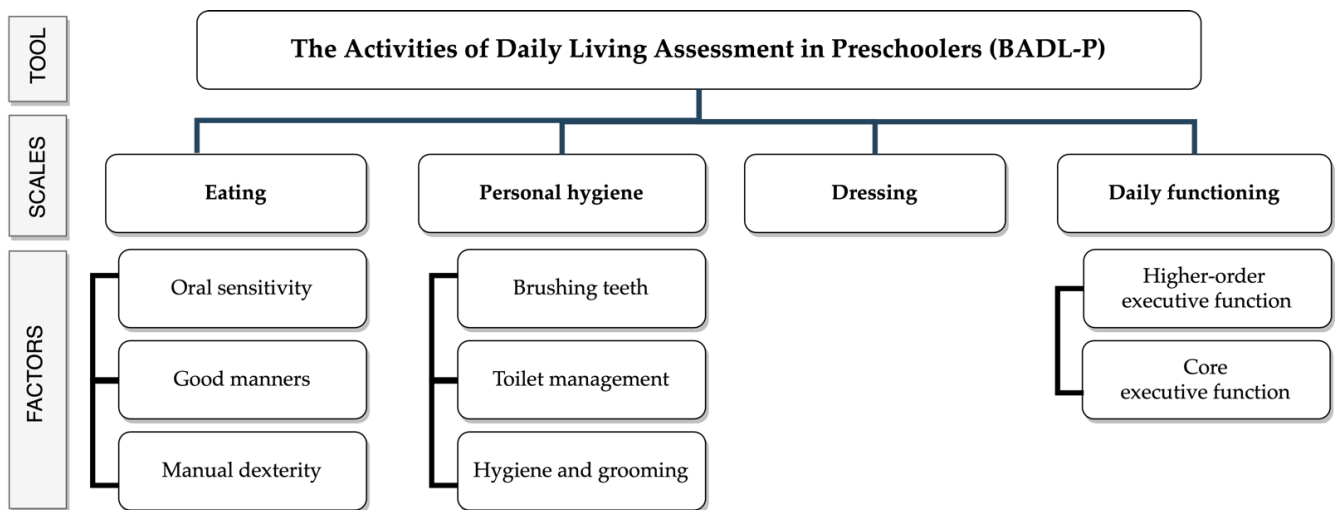 TOOL
The Activities of Daily Living Assessment in Preschoolers (BADL-P)
SCALES
Eating
Personal hygiene
Dressing
Daily functioning
FACTORS
Oral sensitivity
Good manners
Manual dexterity
Brushing teeth
Toilet management
Hygiene and grooming
Higher-order
executive function
Core
executive function